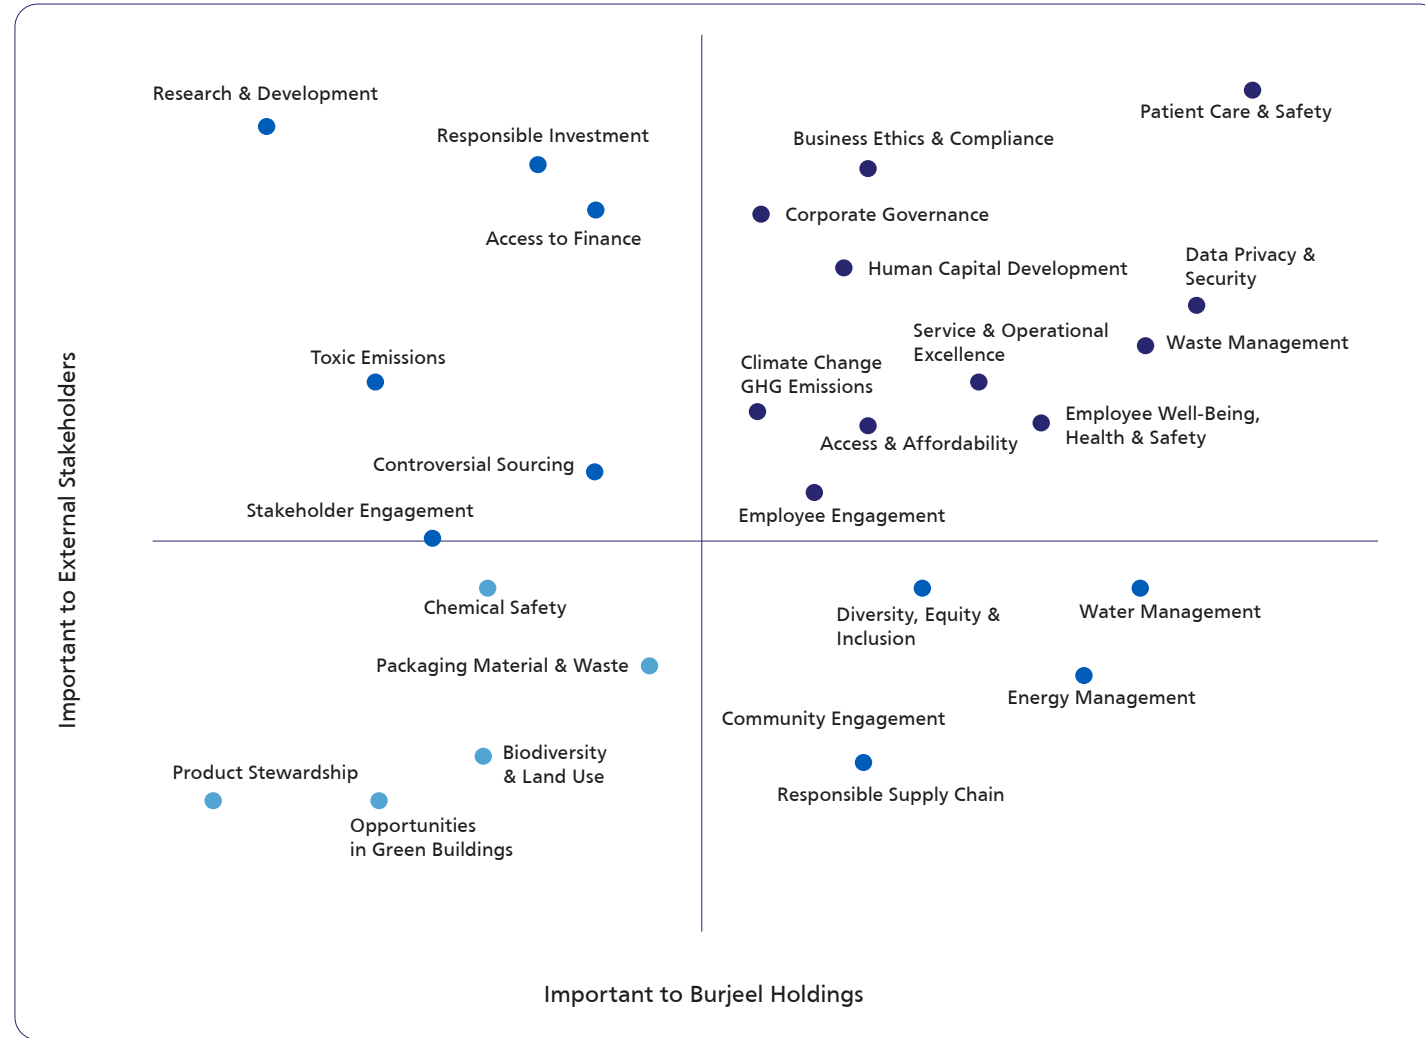 Research & Development
Responsible Investment
Access to Finance
Toxic Emissions
Controversial Sourcing
Stakeholder Engagement
Patient Care & Safety
Business Ethics & Compliance
Corporate Governance
Human Capital Development
Data Privacy &
Security
Service & Operational
Excellence
Waste Management
Climate Change
GHG Emissions
Access & Affordability
Employee Well-Being,
Health & Safety
Employee Engagement
Chemical Safety
Packaging Material & Waste
Biodiversity
& Land Use
Product Stewardship
Opportunities
in Green Buildings
Diversity, Equity &
Inclusion
Water Management
Energy Management
Community Engagement
Responsible Supply Chain
Important to External Stakeholders
Important to Burjeel Holdings